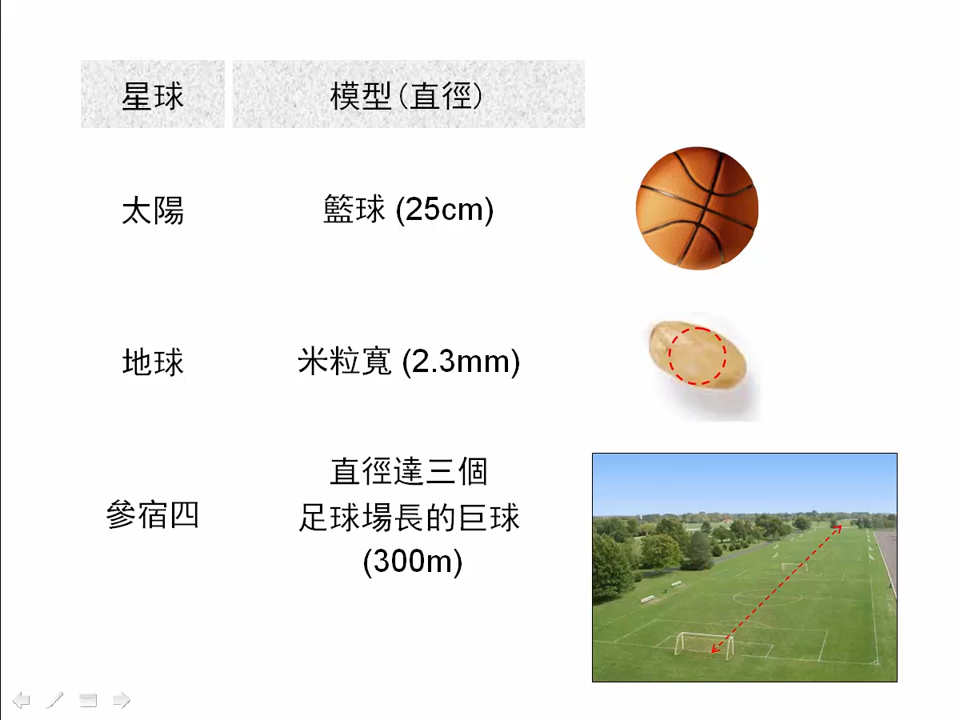 星球 模型(直徑)
太陽 籃球 (25cm)
地球 米粒寬 (2.3mm)
參宿四 直徑達三個
足球場長的巨球
(300m)